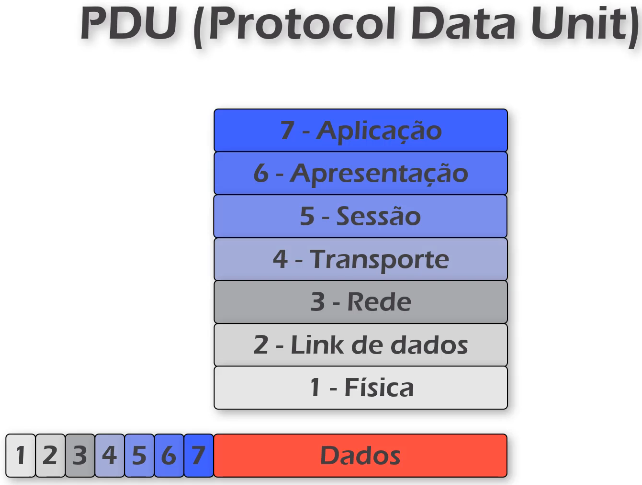 PDU (Protocol Data Unit)
7 - Aplicação
6 - Apresentação
5 - Sessão
4 - Transporte
3 - Rede
2 - Link de dados
1 - Física
1 2 3 4 5 6 7 Dados